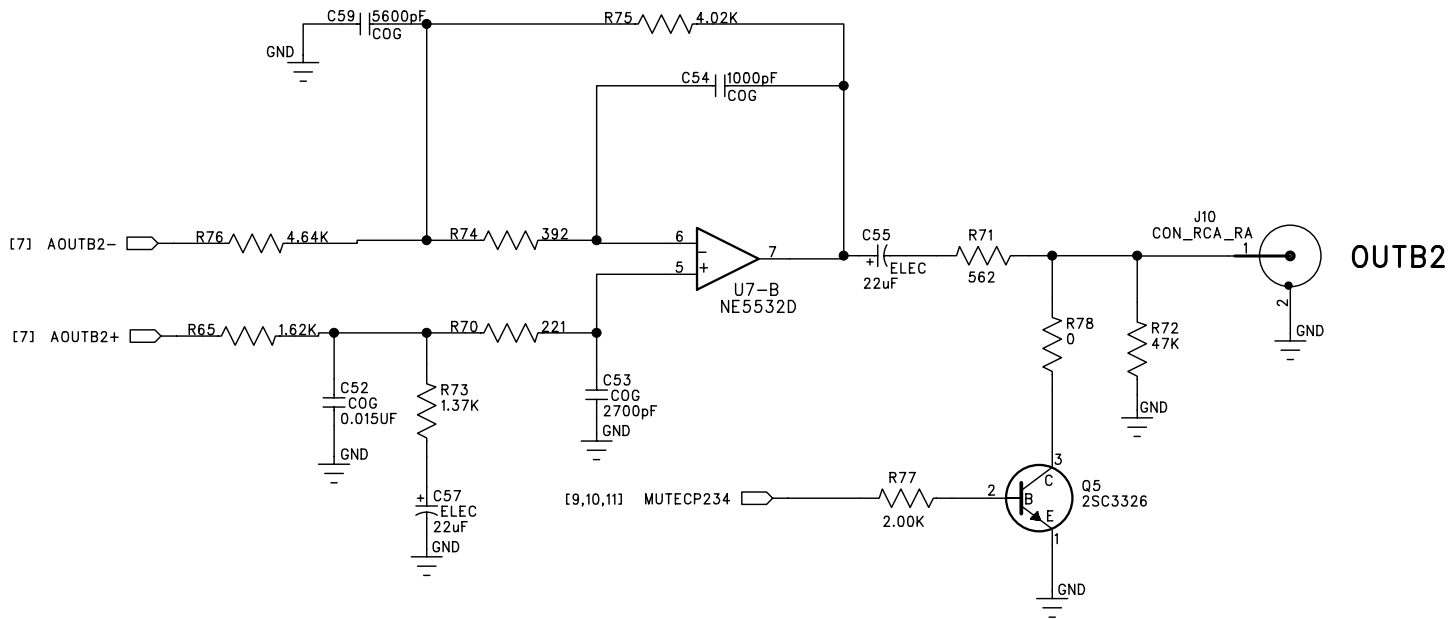 C59 5600pF
COG
GND
R75 4.02K
C54 1000pF
COG
[7] AOUTB2-
R76 4.64K
R74 392
6
5
7
U7-B
NE5532D
C55
ELEC
22uF
R71
562
J10
CON_RCA_RA
1
2
GND
OUTB2
[7] AOUTB2+
R65 1.62K
R70 221
C52
COG
0.015UF
GND
R73
1.37K
C53
COG
2700pF
GND
C57
ELEC
22uF
GND
R78
0
R72
47K
GND
[9,10,11] MUTECP234
R77
2.00K
2
B
3
C
E
1
Q5
2SC3326
GND